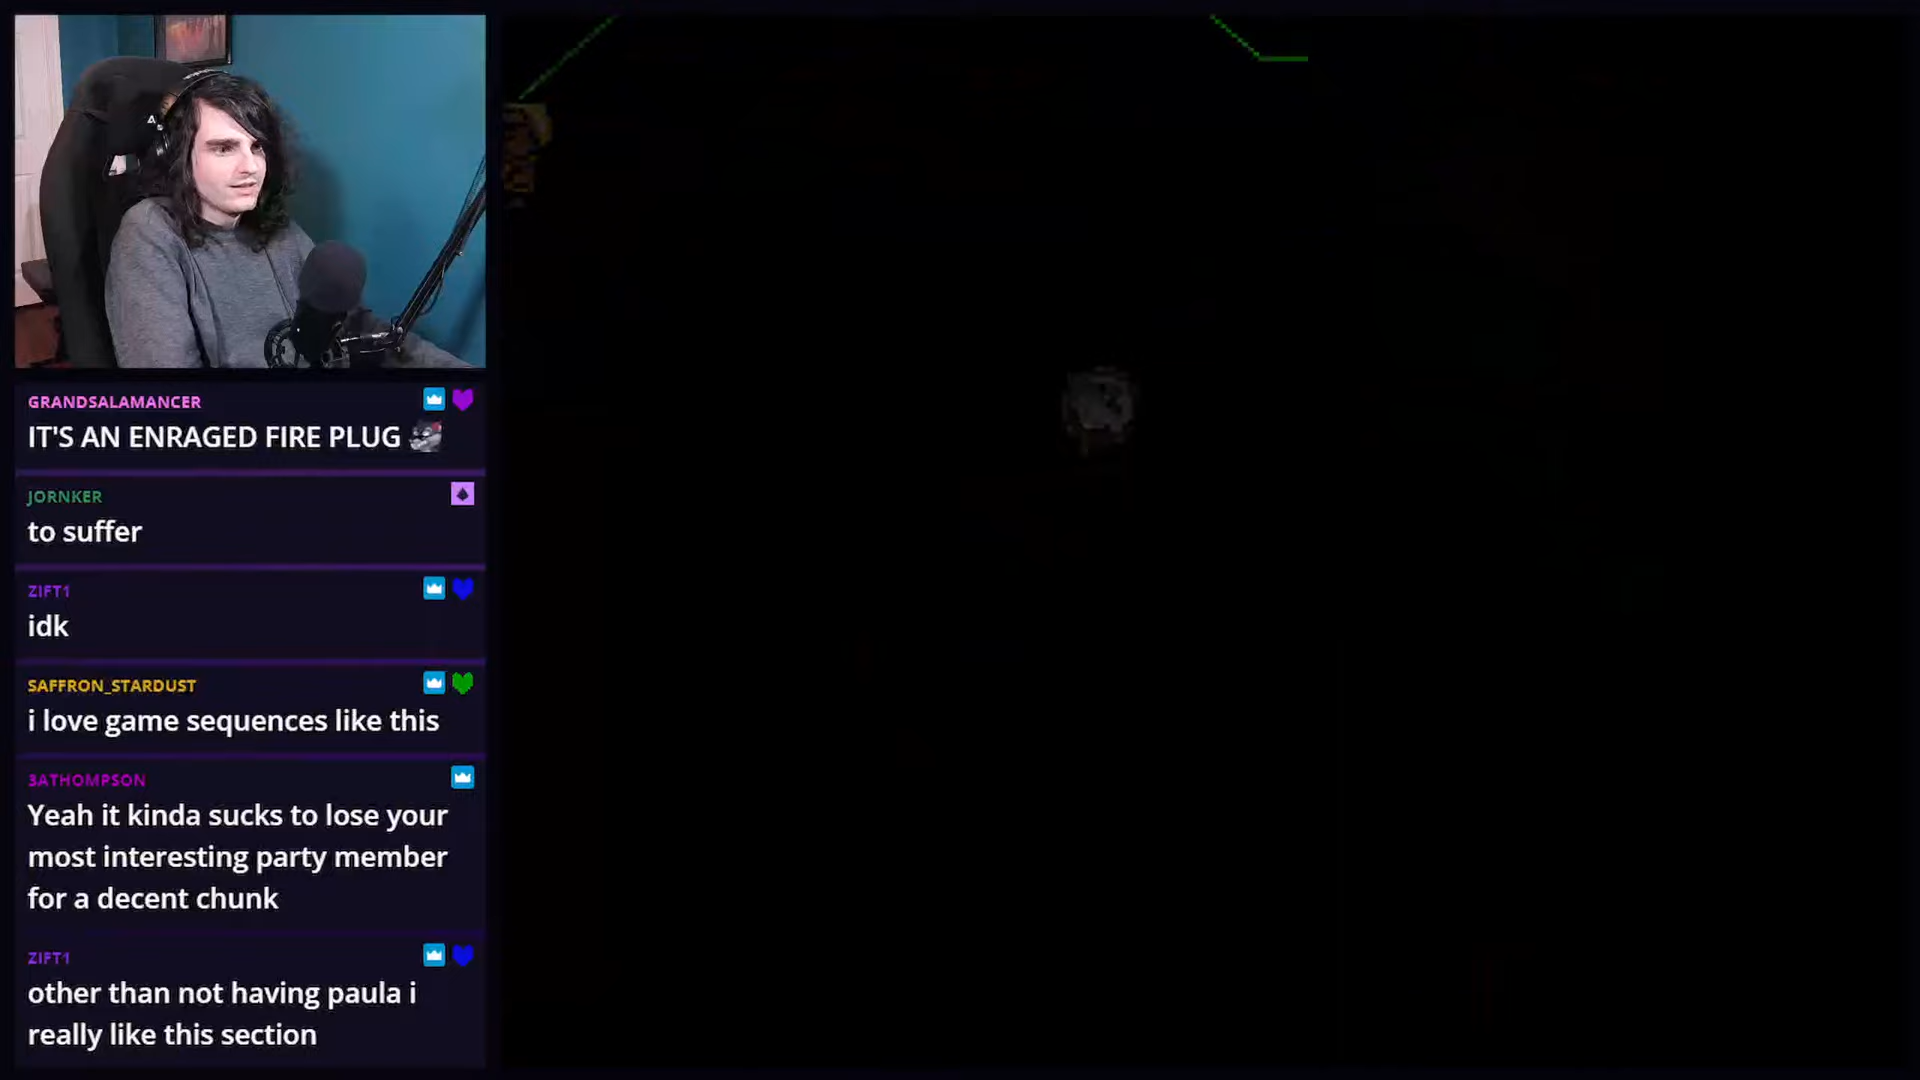 GRANDSALAMANCER
IT'S AN ENRAGED FIRE PLUG
JORNKER
to suffer
ZIFT1
idk
SAFFRON_STARDUST
i love game sequences like this
3ATHOMPSON
Yeah it kinda sucks to lose your
most interesting party member
for a decent chunk
ZIFT1
other than not having paula i
really like this section